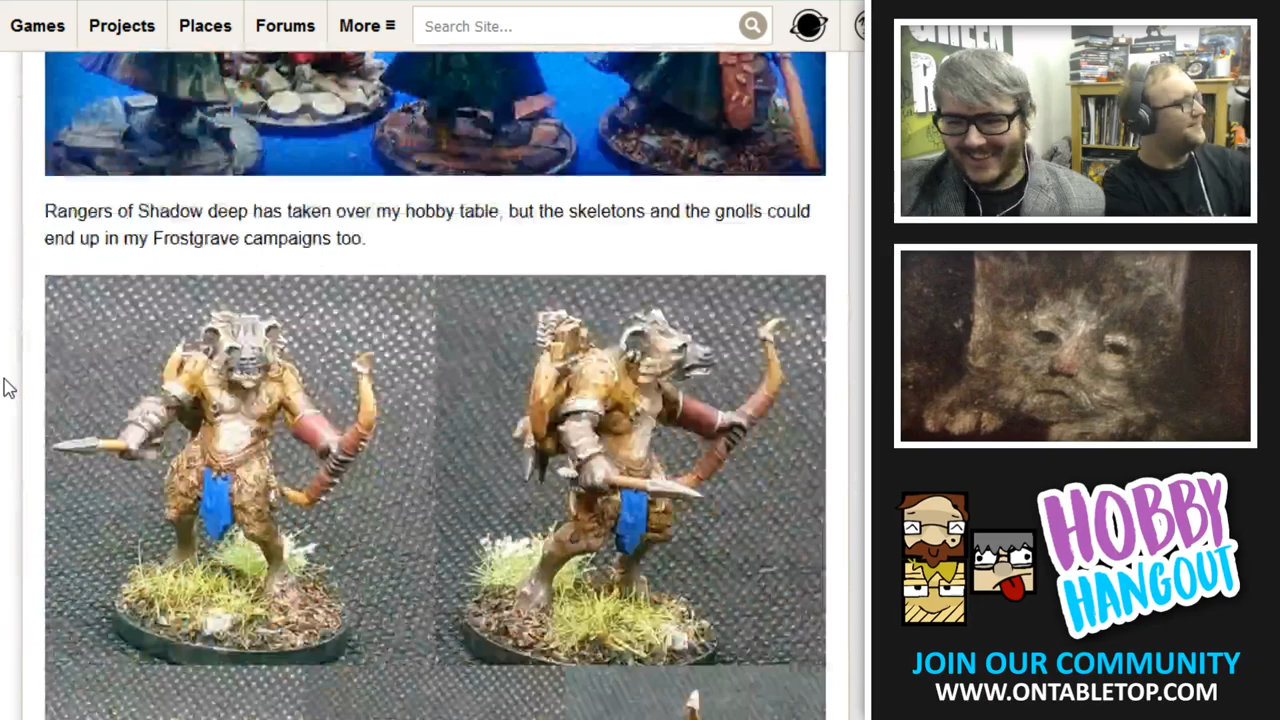 Games Projects Places Forums More ≡ Search Site...
Rangers of Shadow deep has taken over my hobby table, but the skeletons and the gnolls could
end up in my Frostgrave campaigns too.
HOBBY
HANGOUT
JOIN OUR COMMUNITY
WWW.ONTABLETOP.COM